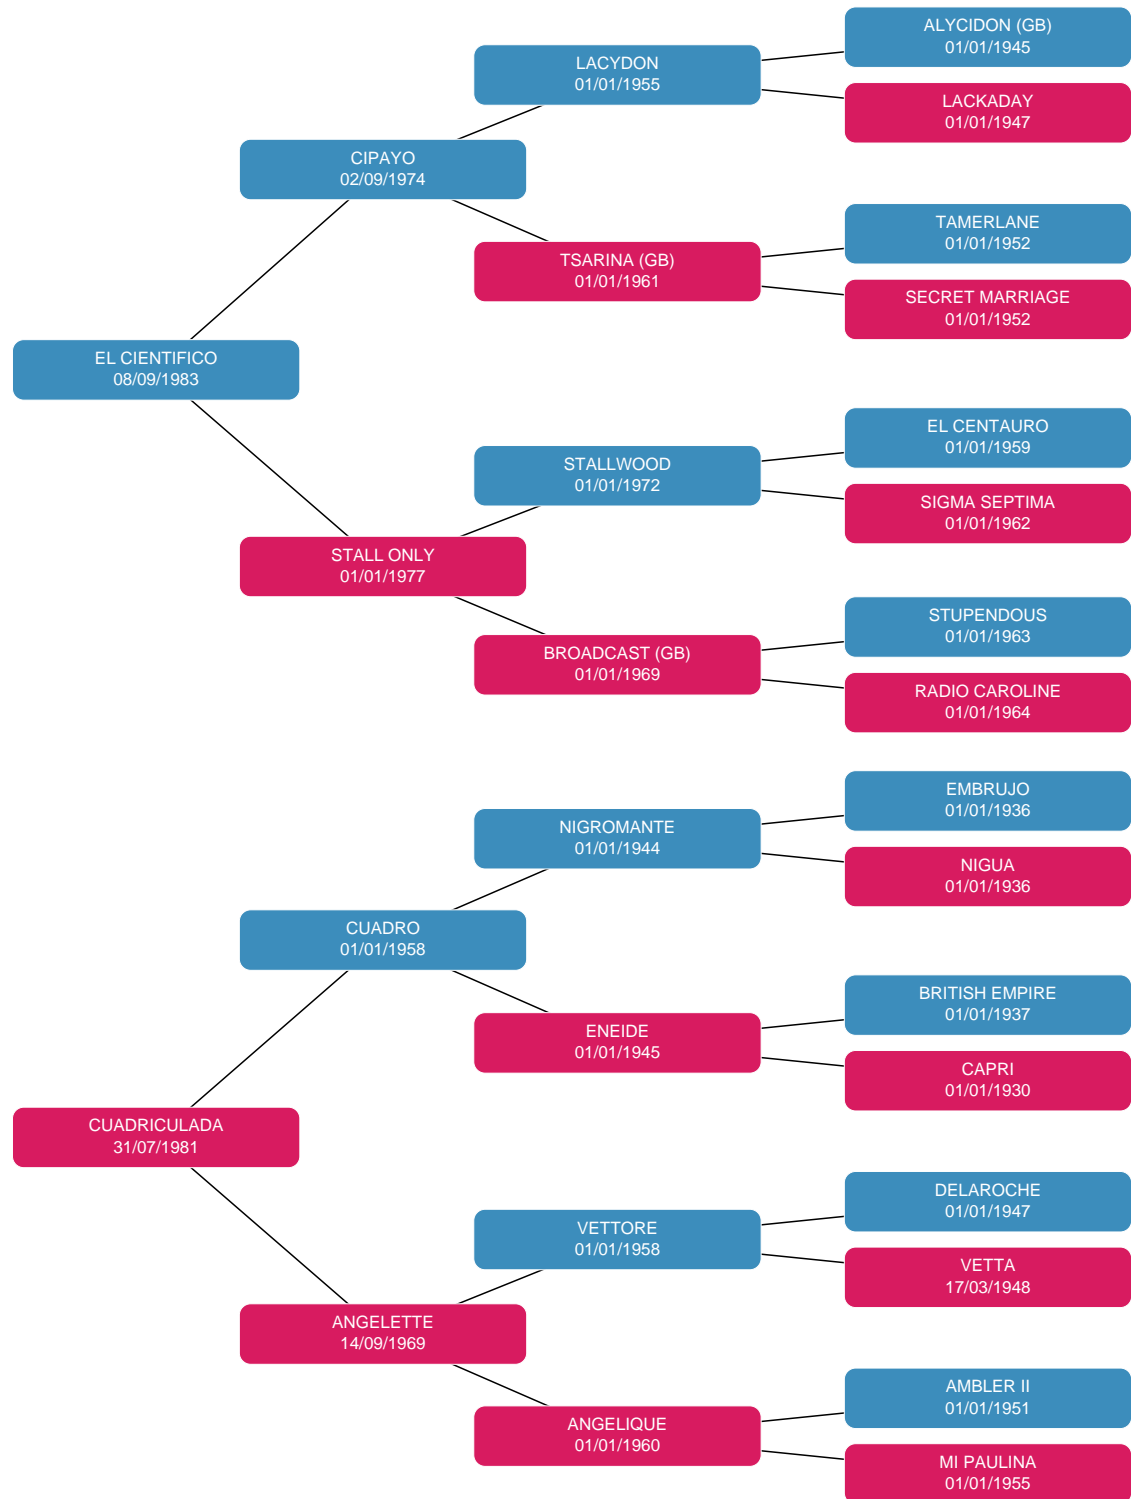 ALYCIDON (GB)
01/01/1945
LACYDON
01/01/1955
LACKADAY
01/01/1947
CIPAYO
02/09/1974
TAMERLANE
01/01/1952
TSARINA (GB)
01/01/1961
SECRET MARRIAGE
01/01/1952
EL CIENTIFICO
08/09/1983
EL CENTAURO
01/01/1959
STALLWOOD
01/01/1972
SIGMA SEPTIMA
01/01/1962
STALL ONLY
01/01/1977
STUPENDOUS
01/01/1963
BROADCAST (GB)
01/01/1969
RADIO CAROLINE
01/01/1964
EMBRUJO
01/01/1936
NIGROMANTE
01/01/1944
NIGUA
01/01/1936
CUADRO
01/01/1958
BRITISH EMPIRE
01/01/1937
ENEIDE
01/01/1945
CAPRI
01/01/1930
CUADRICULADA
31/07/1981
DELAROCHE
01/01/1947
VETTORE
01/01/1958
VETTA
17/03/1948
ANGELETTE
14/09/1969
AMBLER II
01/01/1951
ANGELIQUE
01/01/1960
MI PAULINA
01/01/1955